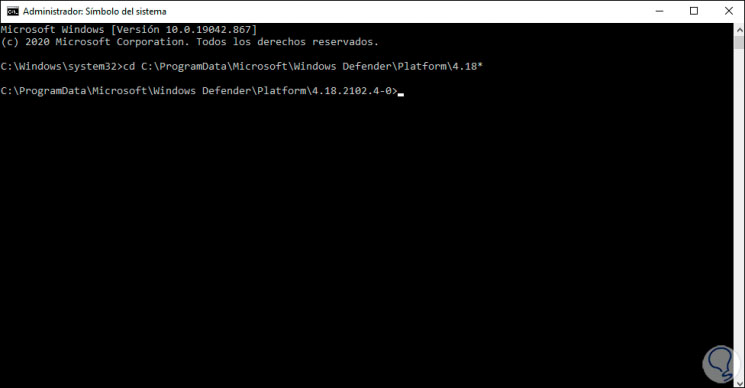 Administrador: Símbolo del sistema
Microsoft Windows [Versión 10.0.19042.867]
(c) 2020 Microsoft Corporation. Todos los derechos reservados.
C:\Windows\system32>cd C:\ProgramData\Microsoft\Windows Defender\Platform\4.18*
C:\ProgramData\Microsoft\Windows Defender\Platform\4.18.2102.4-0>